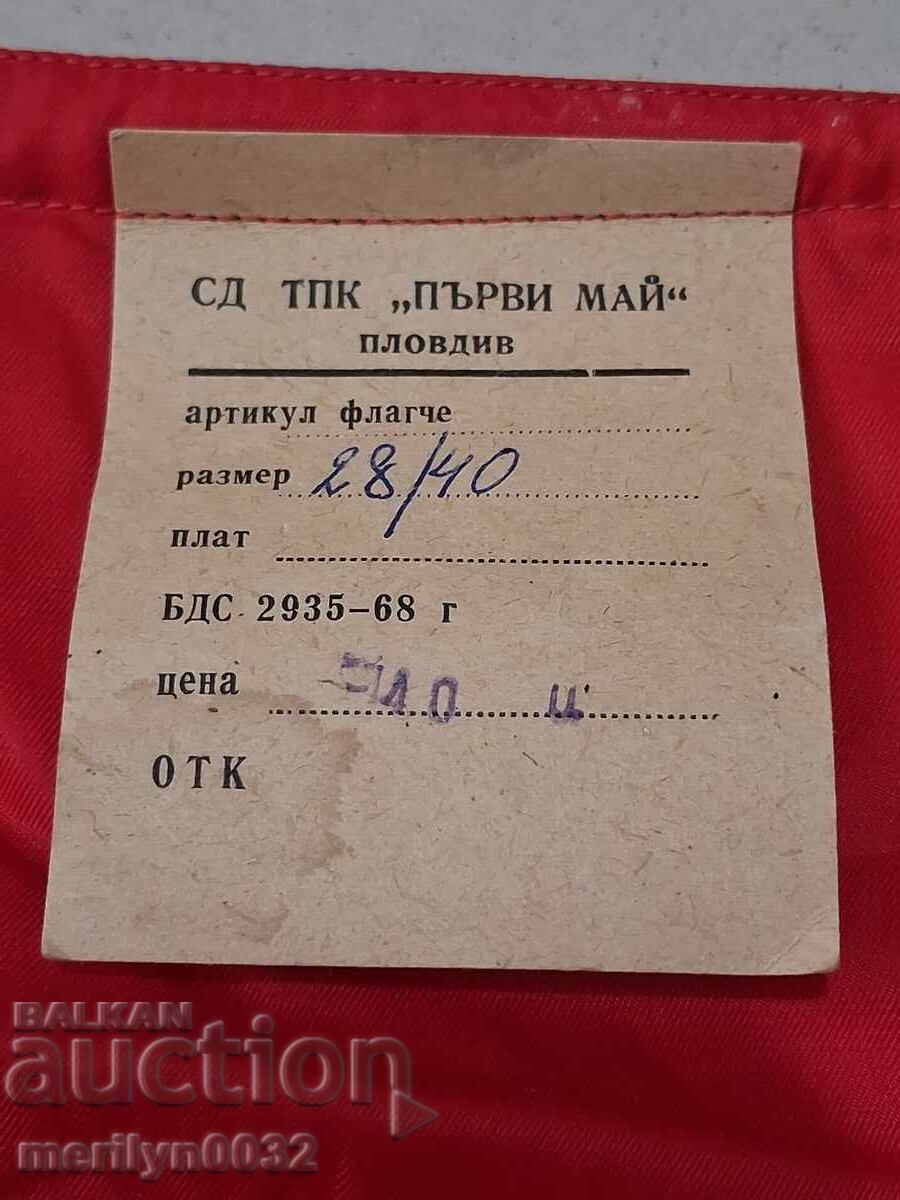 СД ТПК „ПЪРВИ МАЙ“
ПЛОВДИВ
артикул флагче
размер 28/40
плат
БДС 2935-68 г
цена
ОТК
BALKAN
auction
merilyn0032